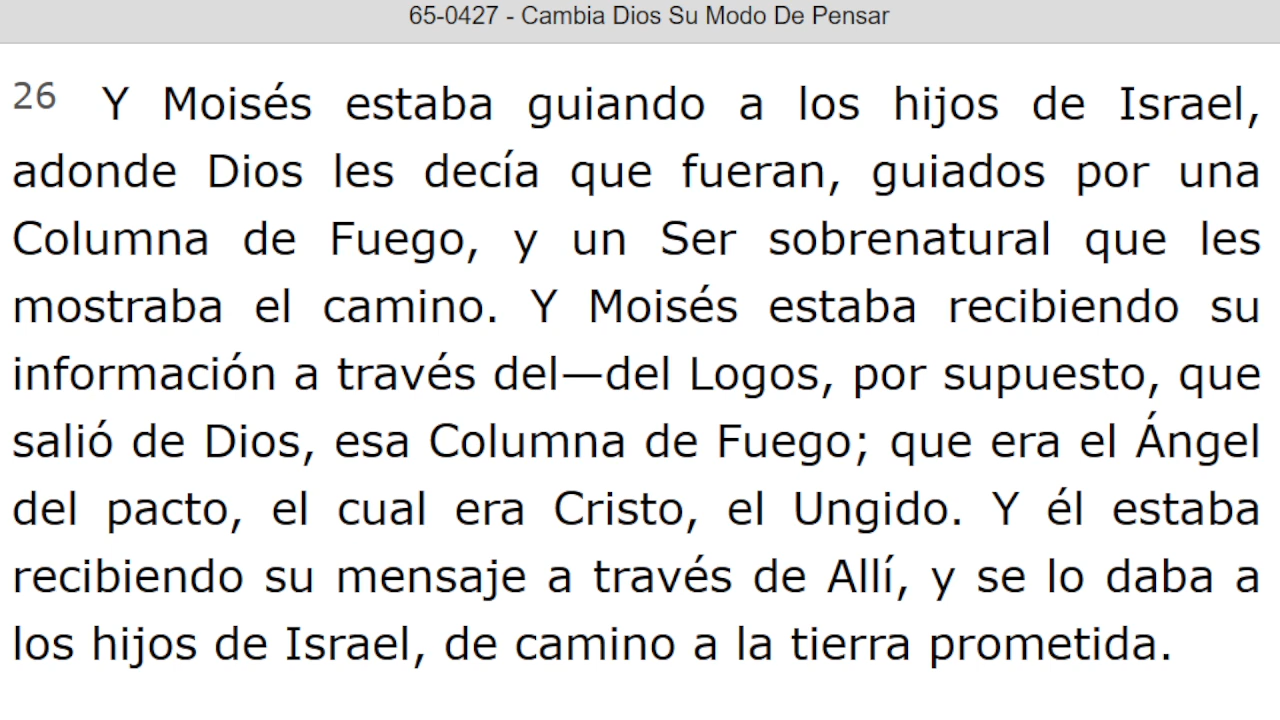 65-0427 - Cambia Dios Su Modo De Pensar
26 Y Moisés estaba guiando a los hijos de Israel,
adonde Dios les decía que fueran, guiados por una
Columna de Fuego, y un Ser sobrenatural que les
mostraba el camino. Y Moisés estaba recibiendo su
información a través del—del Logos, por supuesto, que
salió de Dios, esa Columna de Fuego; que era el Ángel
del pacto, el cual era Cristo, el Ungido. Y él estaba
recibiendo su mensaje a través de Allí, y se lo daba a
los hijos de Israel, de camino a la tierra prometida.